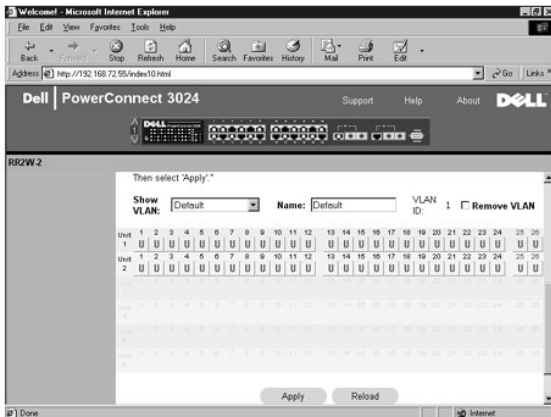 Welcome! - Microsoft Internet Explorer
File Edit View Favorites Tools Help
Back Forward Stop Refresh Home Search Favorites History Mail Print Edit
Address http://192.168.72.55/index10.html Go Links
Dell PowerConnect 3024 Support Help About DELL
DELL
1
RR2W-2
Then select 'Apply'."
Show VLAN: Default Name: Default VLAN ID: 1 Remove VLAN
1 2 3 4 5 6 7 8 9 10 11 12 13 14 15 16 17 18 19 20 21 22 23 24 25 26
Unit 1 U U U U U U U U U U U U U U U U U U U U U U U U U U
1 2 3 4 5 6 7 8 9 10 11 12 13 14 15 16 17 18 19 20 21 22 23 24 25 26
Unit 2 U U U U U U U U U U U U U U U U U U U U U U U U U U
Apply Reload
Done Internet